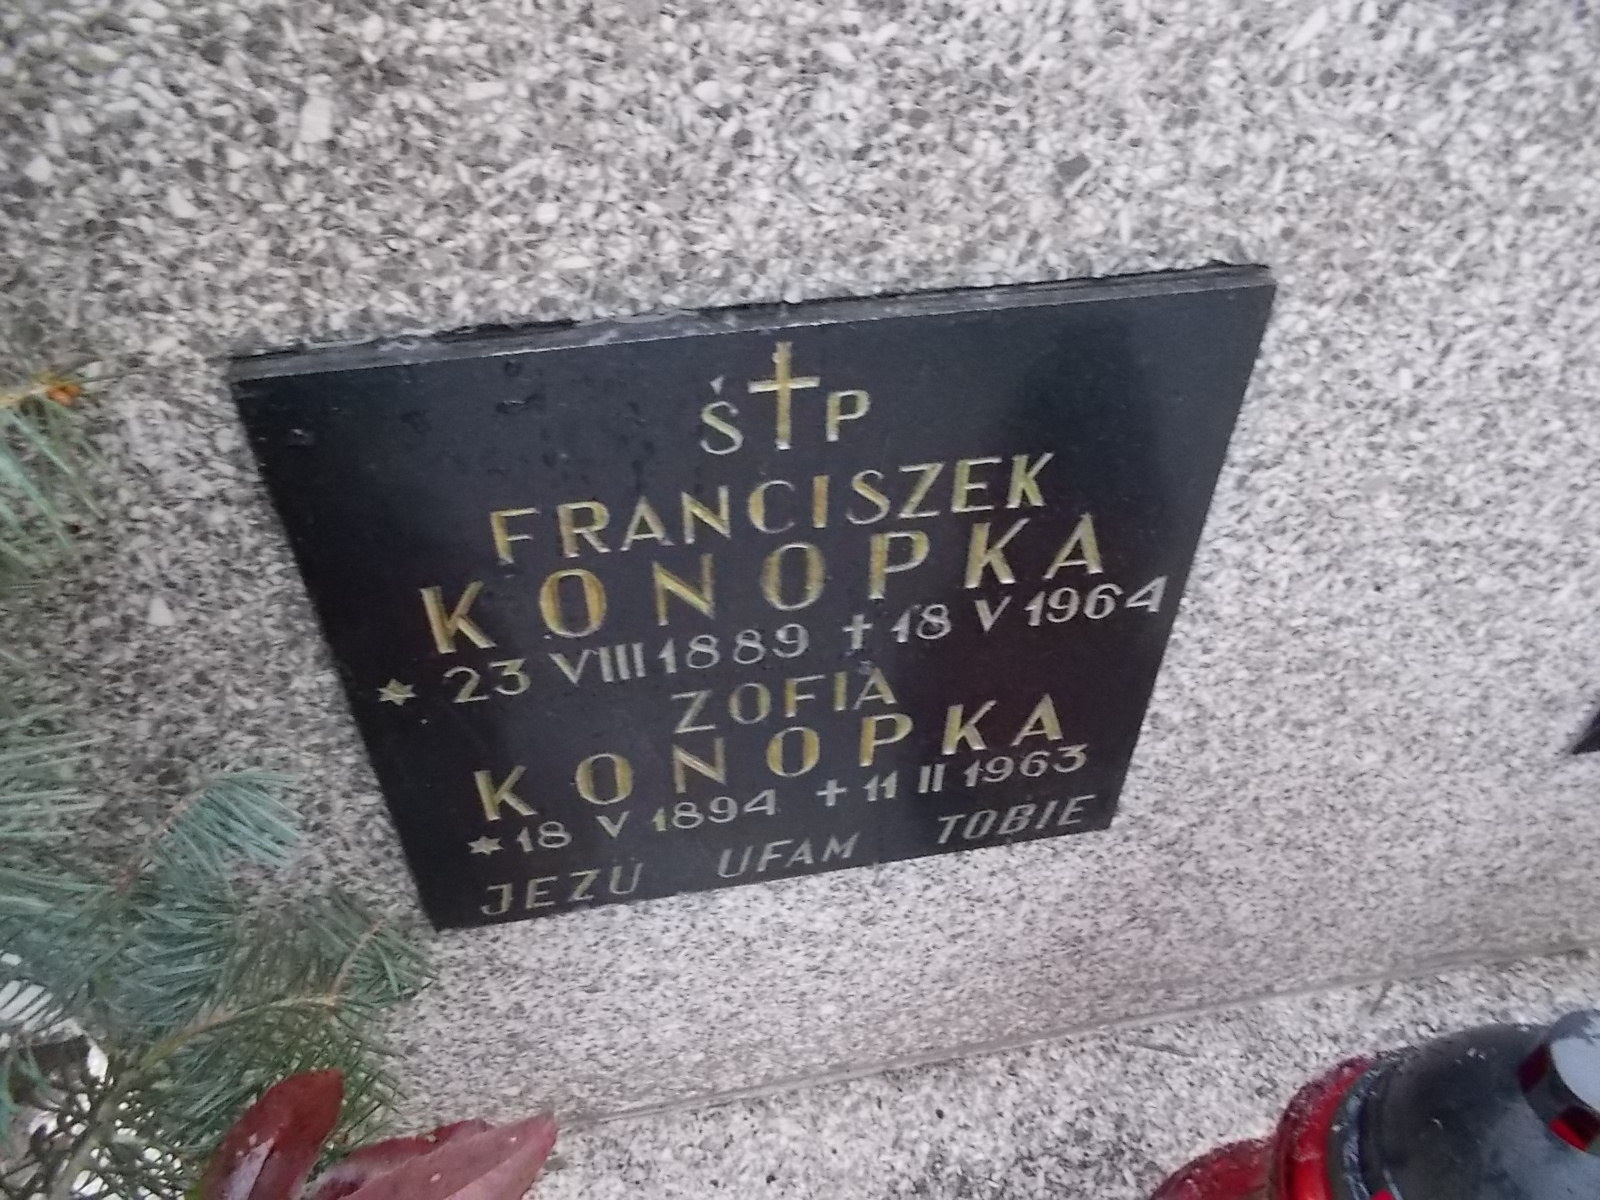 Ś✝P
FRANCISZEK
KONOPKA
* 23 VIII 1889 + 18 V 1964
ZOFIA
KONOPKA
* 18 V 1894 + 11 II 1963
JEZU UFAM TOBIE